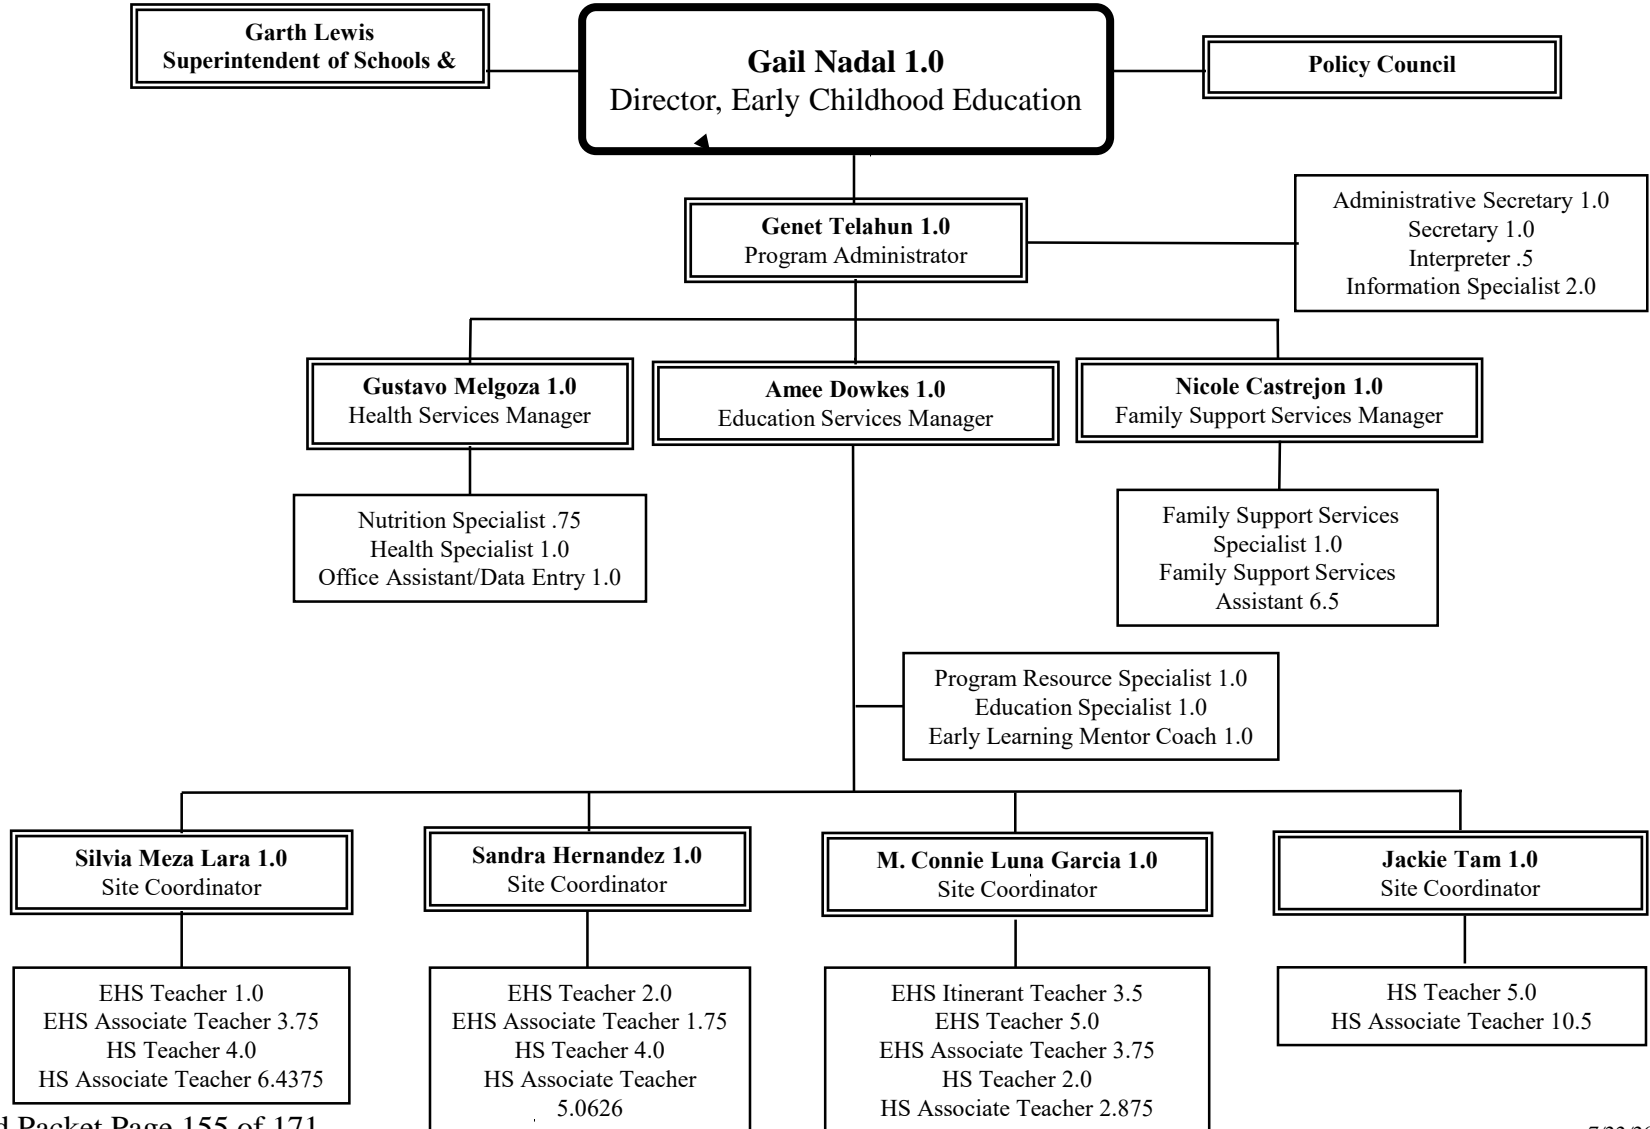 Garth Lewis
Superintendent of Schools &
Gail Nadal 1.0
Director, Early Childhood Education
Policy Council
Administrative Secretary 1.0
Secretary 1.0
Interpreter .5
Information Specialist 2.0
Genet Telahun 1.0
Program Administrator
Gustavo Melgoza 1.0
Health Services Manager
Amee Dowkes 1.0
Education Services Manager
Nicole Castrejon 1.0
Family Support Services Manager
Nutrition Specialist .75
Health Specialist 1.0
Office Assistant/Data Entry 1.0
Family Support Services
Specialist 1.0
Family Support Services
Assistant 6.5
Program Resource Specialist 1.0
Education Specialist 1.0
Early Learning Mentor Coach 1.0
Silvia Meza Lara 1.0
Site Coordinator
Sandra Hernandez 1.0
Site Coordinator
M. Connie Luna Garcia 1.0
Site Coordinator
Jackie Tam 1.0
Site Coordinator
EHS Teacher 1.0
EHS Associate Teacher 3.75
HS Teacher 4.0
HS Associate Teacher 6.4375
EHS Teacher 2.0
EHS Associate Teacher 1.75
HS Teacher 4.0
HS Associate Teacher
5.0626
EHS Itinerant Teacher 3.5
EHS Teacher 5.0
EHS Associate Teacher 3.75
HS Teacher 2.0
HS Associate Teacher 2.875
HS Teacher 5.0
HS Associate Teacher 10.5
Packet Page 155 of 171